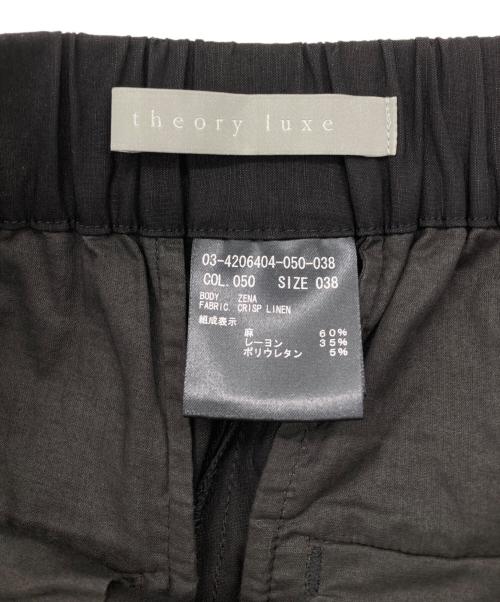 theory luxe
03-4206404-050-038
COL.050 SIZE 038
BODY. ZENA
FABRIC. CRISP LINEN
組成表示
麻 60%
レーヨン 35%
ポリウレタン 5%